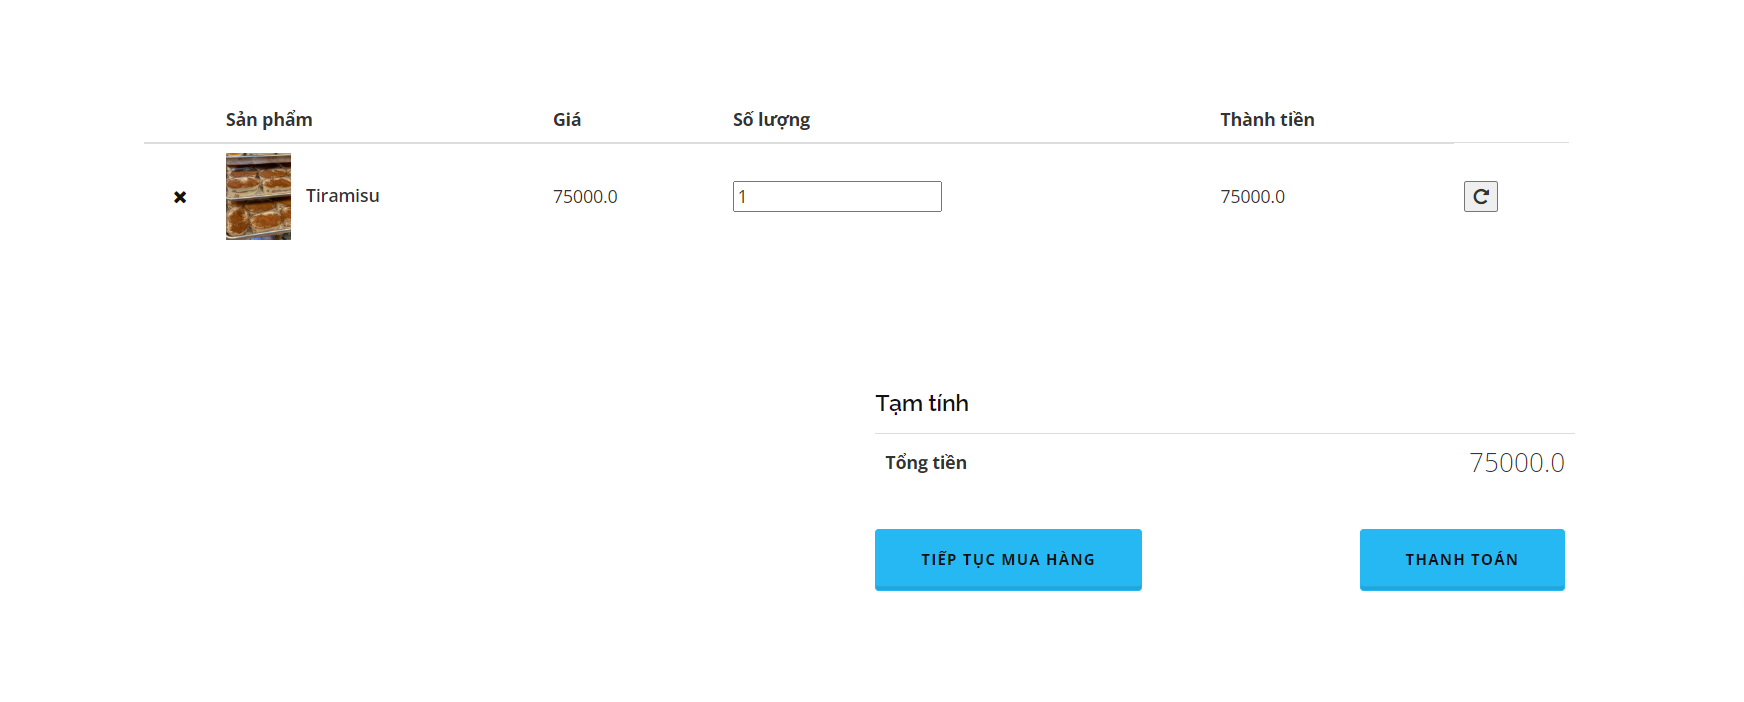 Sản phẩm Giá Số lượng Thành tiền
Tiramisu 75000.0 1 75000.0
Tạm tính
Tổng tiền 75000.0
TIẾP TỤC MUA HÀNG THANH TOÁN